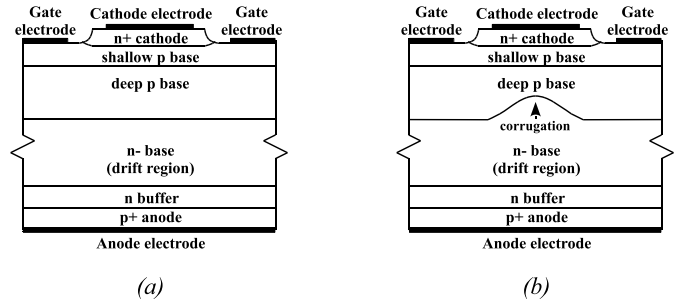 Gate electrode
Cathode electrode
Gate electrode
n+ cathode
shallow p base
deep p base
n- base
(drift region)
n buffer
p+ anode
Anode electrode
(a)
Gate electrode
Cathode electrode
Gate electrode
n+ cathode
shallow p base
deep p base
corrugation
n- base
(drift region)
n buffer
p+ anode
Anode electrode
(b)